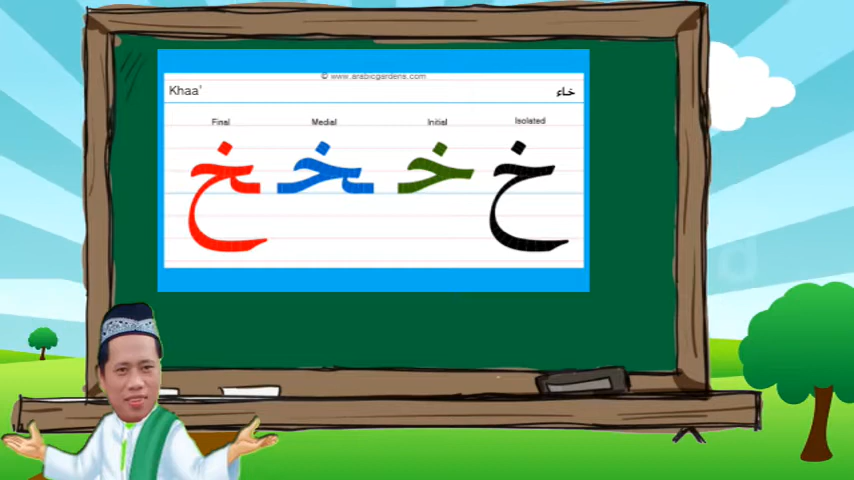 © www.arabicgardens.com
Khaa' خاء
Final Medial Initial Isolated
ـخ ـخـ خـ خ